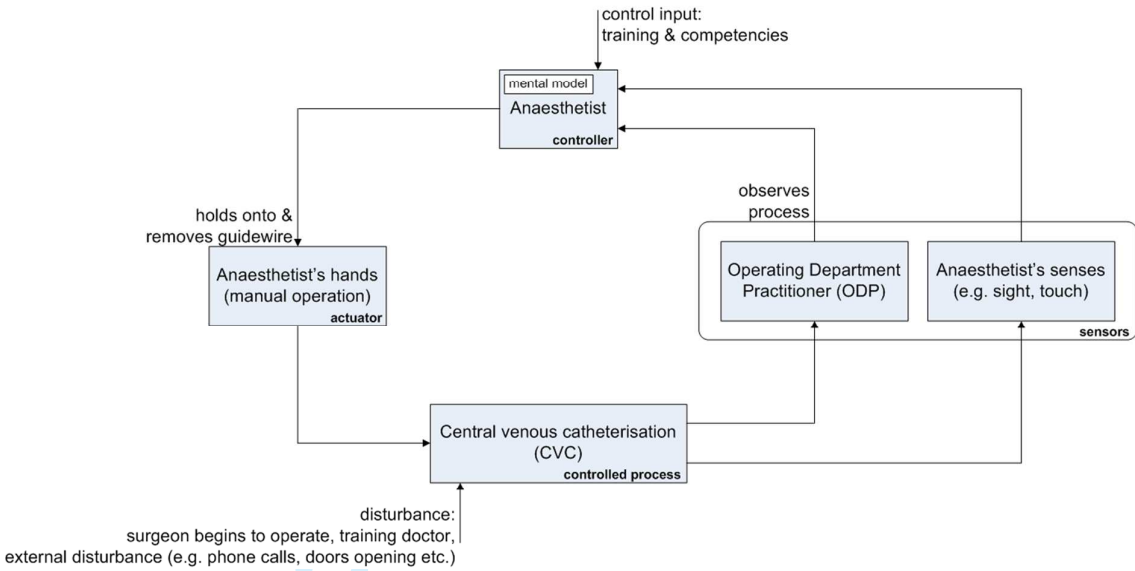 control input:
training & competencies
mental model
Anaesthetist
controller
holds onto &
removes guidewire
observes
process
Anaesthetist's hands
(manual operation)
actuator
Operating Department
Practitioner (ODP)
Anaesthetist's senses
(e.g. sight, touch)
sensors
Central venous catheterisation
(CVC)
controlled process
disturbance:
surgeon begins to operate, training doctor,
external disturbance (e.g. phone calls, doors opening etc.)